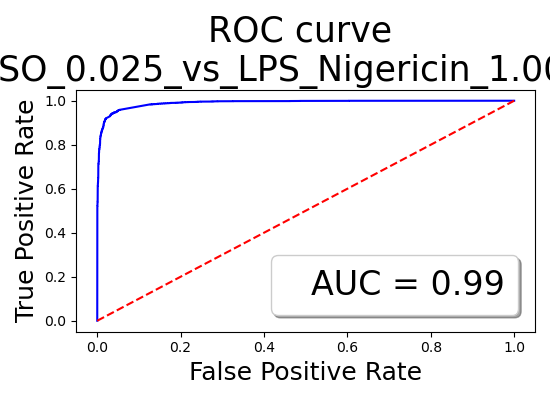 ROC curve
SO_0.025_vs_LPS_Nigericin_1.00
True Positive Rate
1.0
0.8
0.6
0.4
0.2
0.0
AUC = 0.99
0.0 0.2 0.4 0.6 0.8 1.0
False Positive Rate